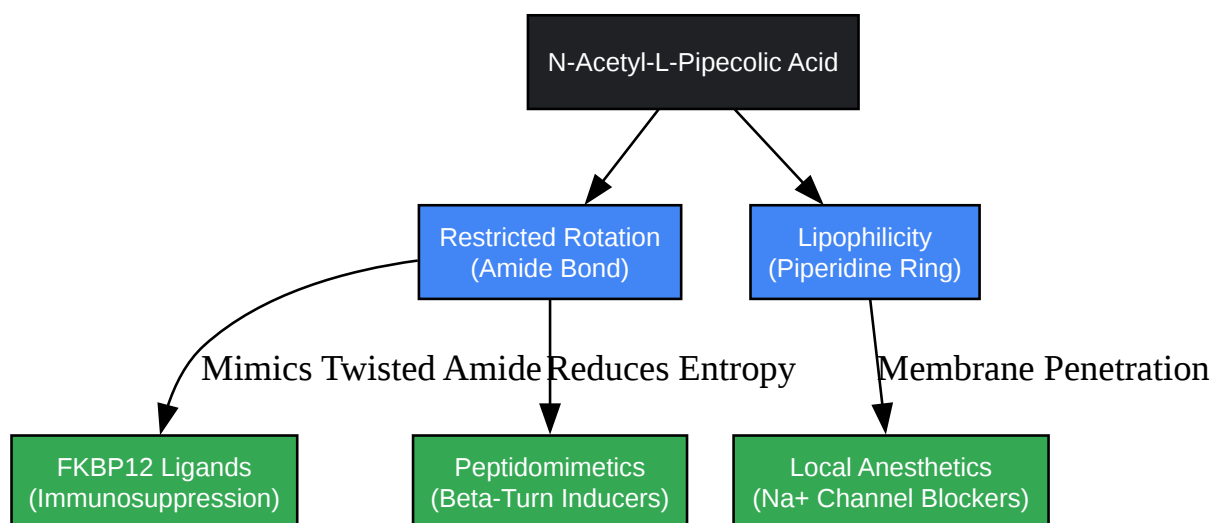 N-Acetyl-L-Pipecolic Acid
Restricted Rotation
(Amide Bond)
Lipophilicity
(Piperidine Ring)
Mimics Twisted Amide
Reduces Entropy
Membrane Penetration
FKBP12 Ligands
(Immunosuppression)
Peptidomimetics
(Beta-Turn Inducers)
Local Anesthetics
(Na+ Channel Blockers)